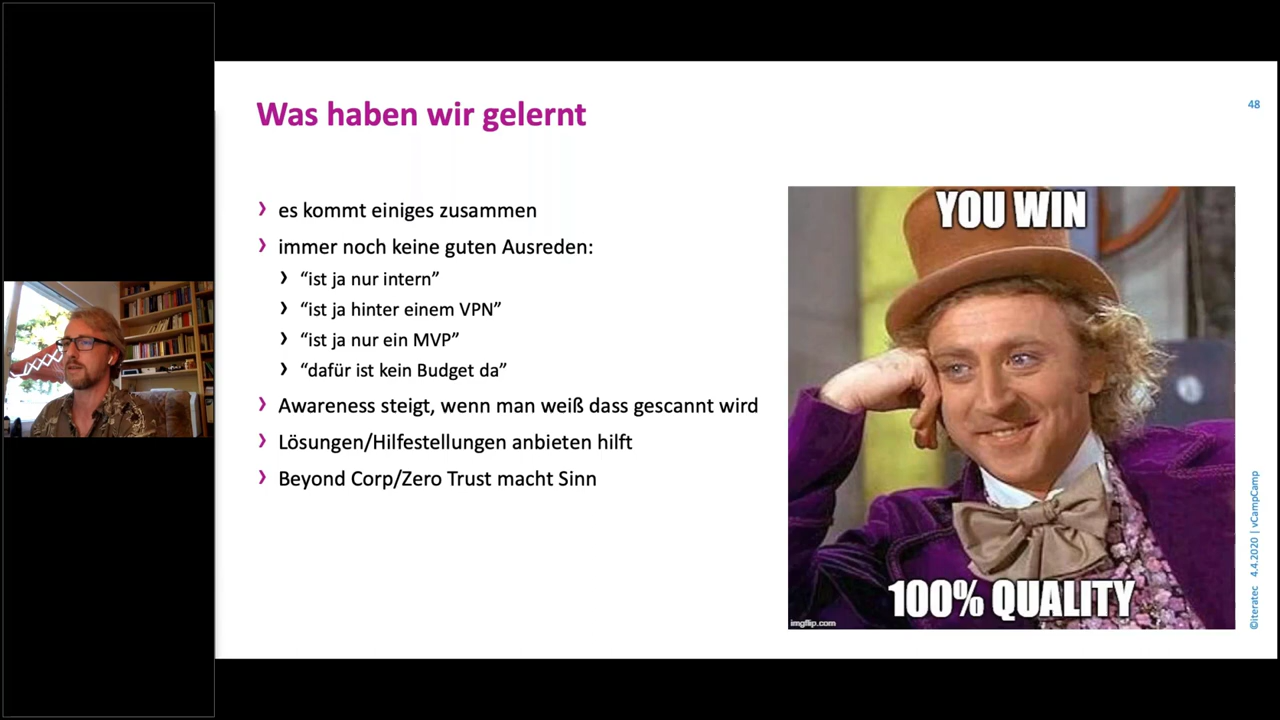 Was haben wir gelernt
48
❯ es kommt einiges zusammen
❯ immer noch keine guten Ausreden:
❯ “ist ja nur intern”
❯ “ist ja hinter einem VPN”
❯ “ist ja nur ein MVP”
❯ “dafür ist kein Budget da”
❯ Awareness steigt, wenn man weiß dass gescannt wird
❯ Lösungen/Hilfestellungen anbieten hilft
❯ Beyond Corp/Zero Trust macht Sinn
YOU WIN
100% QUALITY
imgflip.com
©iteratec 4.4.2020 | vCampCamp